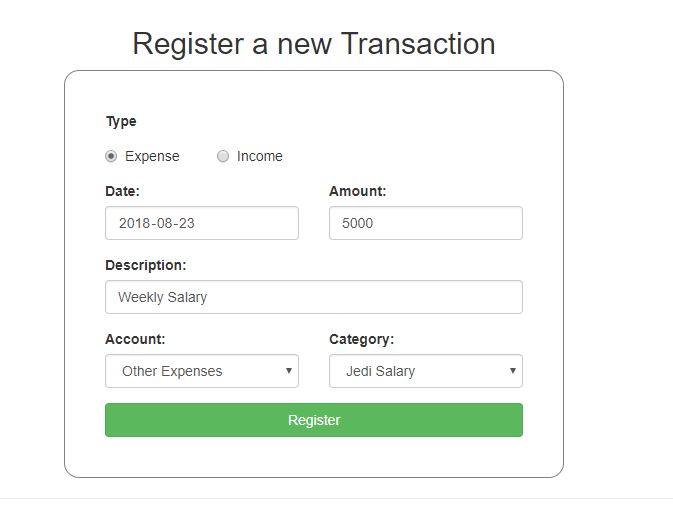 Register a new Transaction
Type
Expense Income
Date: Amount:
2018-08-23 5000
Description:
Weekly Salary
Account: Category:
Other Expenses Jedi Salary
Register